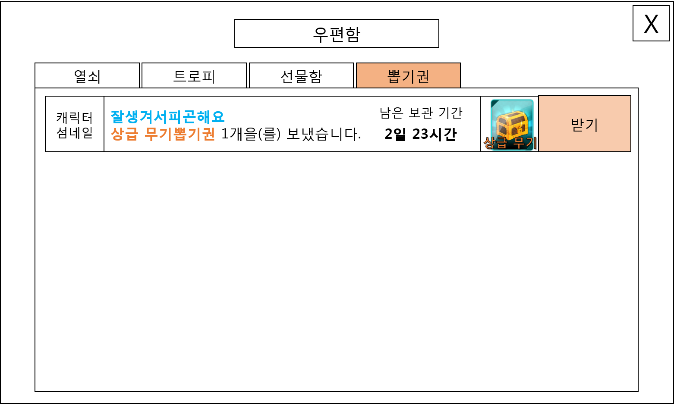 우편함
X
열쇠
트로피
선물함
뽑기권
캐릭터
섬네일
잘생겨서피곤해요
상급 무기뽑기권 1개을(를) 보냈습니다.
남은 보관 기간
2일 23시간
상급 무기
받기